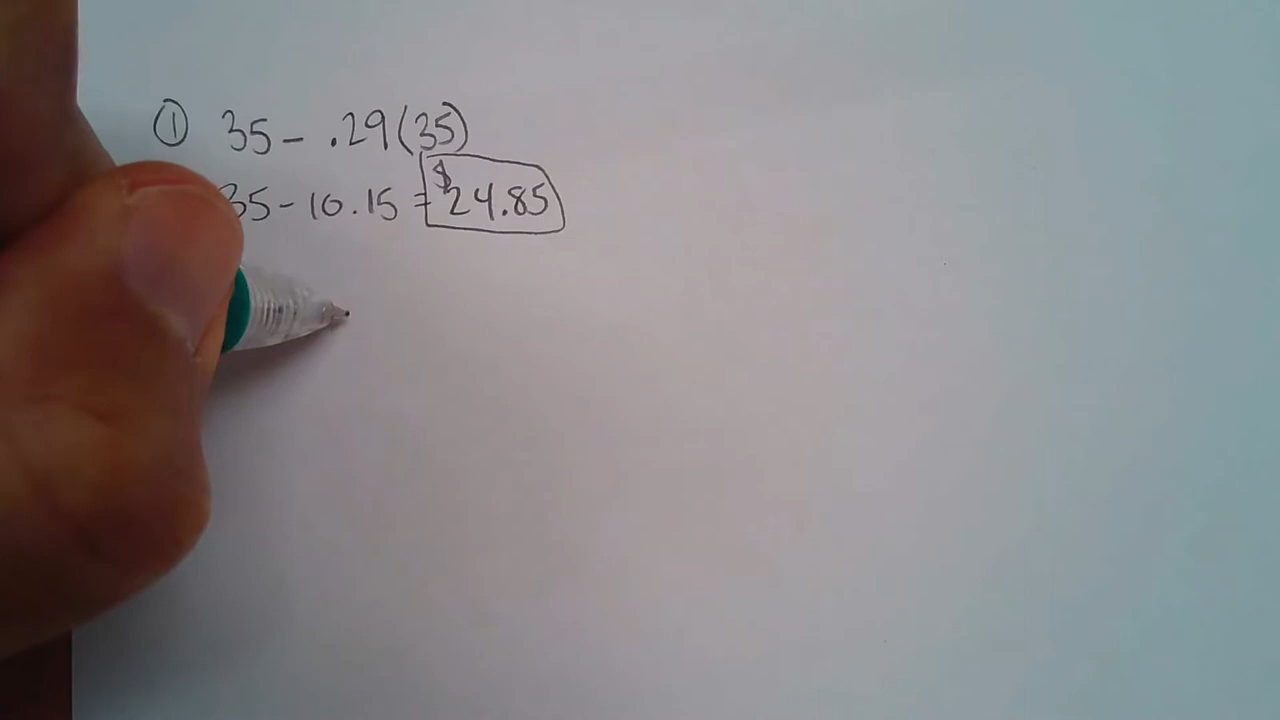 ① 35 - .29(35)
35 - 10.15 = $24.85